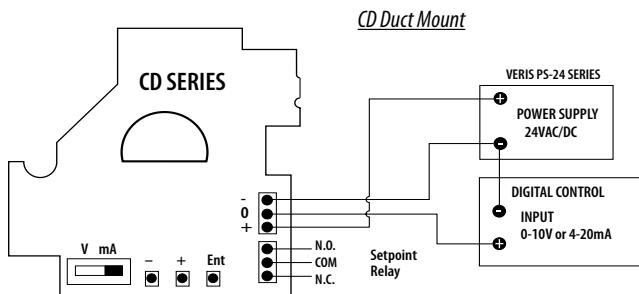 CD Duct Mount
CD SERIES
VERIS PS-24 SERIES
POWER SUPPLY
24VAC/DC
+
-
DIGITAL CONTROL
-
INPUT
0-10V or 4-20mA
+
-
0
+
V mA
- + Ent
N.O.
COM
N.C.
Setpoint
Relay